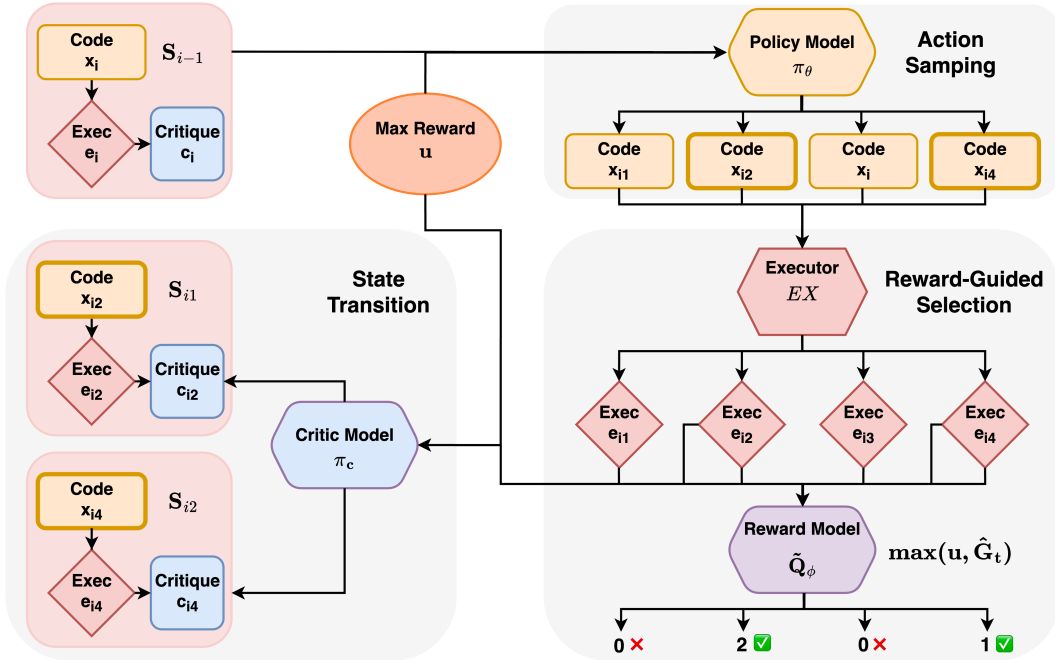 Code
x_i
S_{i−1}
Exec
e_i
Critique
c_i
Max Reward
u
Policy Model
π_θ
Action
Samping
Code
x_{i1}
Code
x_{i2}
Code
x_i
Code
x_{i4}
State
Transition
Code
x_{i2}
S_{i1}
Exec
e_{i2}
Critique
c_{i2}
Critic Model
π_c
Code
x_{i4}
S_{i2}
Exec
e_{i4}
Critique
c_{i4}
Executor
EX
Reward-Guided
Selection
Exec
e_{i1}
Exec
e_{i2}
Exec
e_{i3}
Exec
e_{i4}
Reward Model
Q̃_ϕ
max(u, Ĝ_t)
0 ❌ 2 ✅ 0 ❌ 1 ✅